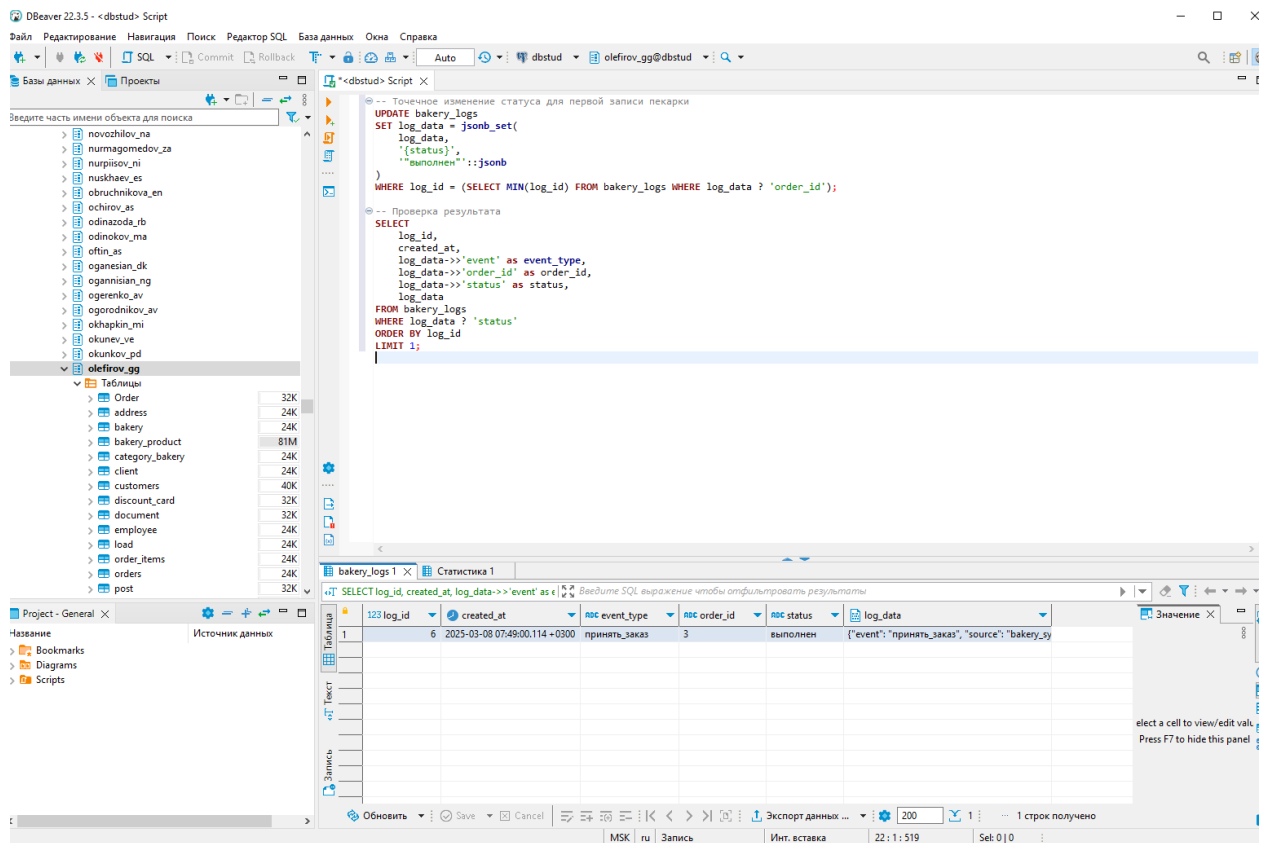 DBeaver 22.3.5 - <dbstud> Script
Файл Редактирование Навигация Поиск Редактор SQL База данных Окна Справка
SQL Commit Rollback Auto dbstud olefirov_gg@dbstud
Базы данных Проекты
Введите часть имени объекта для поиска
novozhilov_na
nurmagomedov_za
nurpiisov_ni
nuskhaev_es
obruchnikova_en
ochirov_as
odinazoda_rb
odinokov_ma
oftin_as
oganesian_dk
ogannisian_ng
ogerenko_av
ogorodnikov_av
okhapkin_mi
okunev_ve
okunkov_pd
olefirov_gg
Таблицы
Order 32K
address 24K
bakery 24K
bakery_product 81M
category_bakery 24K
client 24K
customers 40K
discount_card 32K
document 32K
employee 24K
load 24K
order_items 24K
orders 24K
post 32K
Project - General
Название Источник данных
Bookmarks
Diagrams
Scripts
*<dbstud> Script
-- Точечное изменение статуса для первой записи пекарки
UPDATE bakery_logs
SET log_data = jsonb_set(
log_data,
'{status}',
'"выполнен"'::jsonb
)
WHERE log_id = (SELECT MIN(log_id) FROM bakery_logs WHERE log_data ? 'order_id');
-- Проверка результата
SELECT
log_id,
created_at,
log_data->>'event' as event_type,
log_data->>'order_id' as order_id,
log_data->>'status' as status,
log_data
FROM bakery_logs
WHERE log_data ? 'status'
ORDER BY log_id
LIMIT 1;
bakery_logs 1 Статистика 1
SELECT log_id, created_at, log_data->>'event' as e Введите SQL выражение чтобы отфильтровать результаты
Таблица
Текст
Запись
123 log_id created_at ABC event_type ABC order_id ABC status log_data
1 6 2025-03-08 07:49:00.114 +0300 принять_заказ 3 выполнен {"event": "принять_заказ", "source": "bakery_sy
Значение
elect a cell to view/edit valu
Press F7 to hide this panel
Обновить Save Cancel Экспорт данных ... 200 1 1 строк получено
MSK ru Запись Инт. вставка 22 : 1 : 519 Sel: 0 | 0